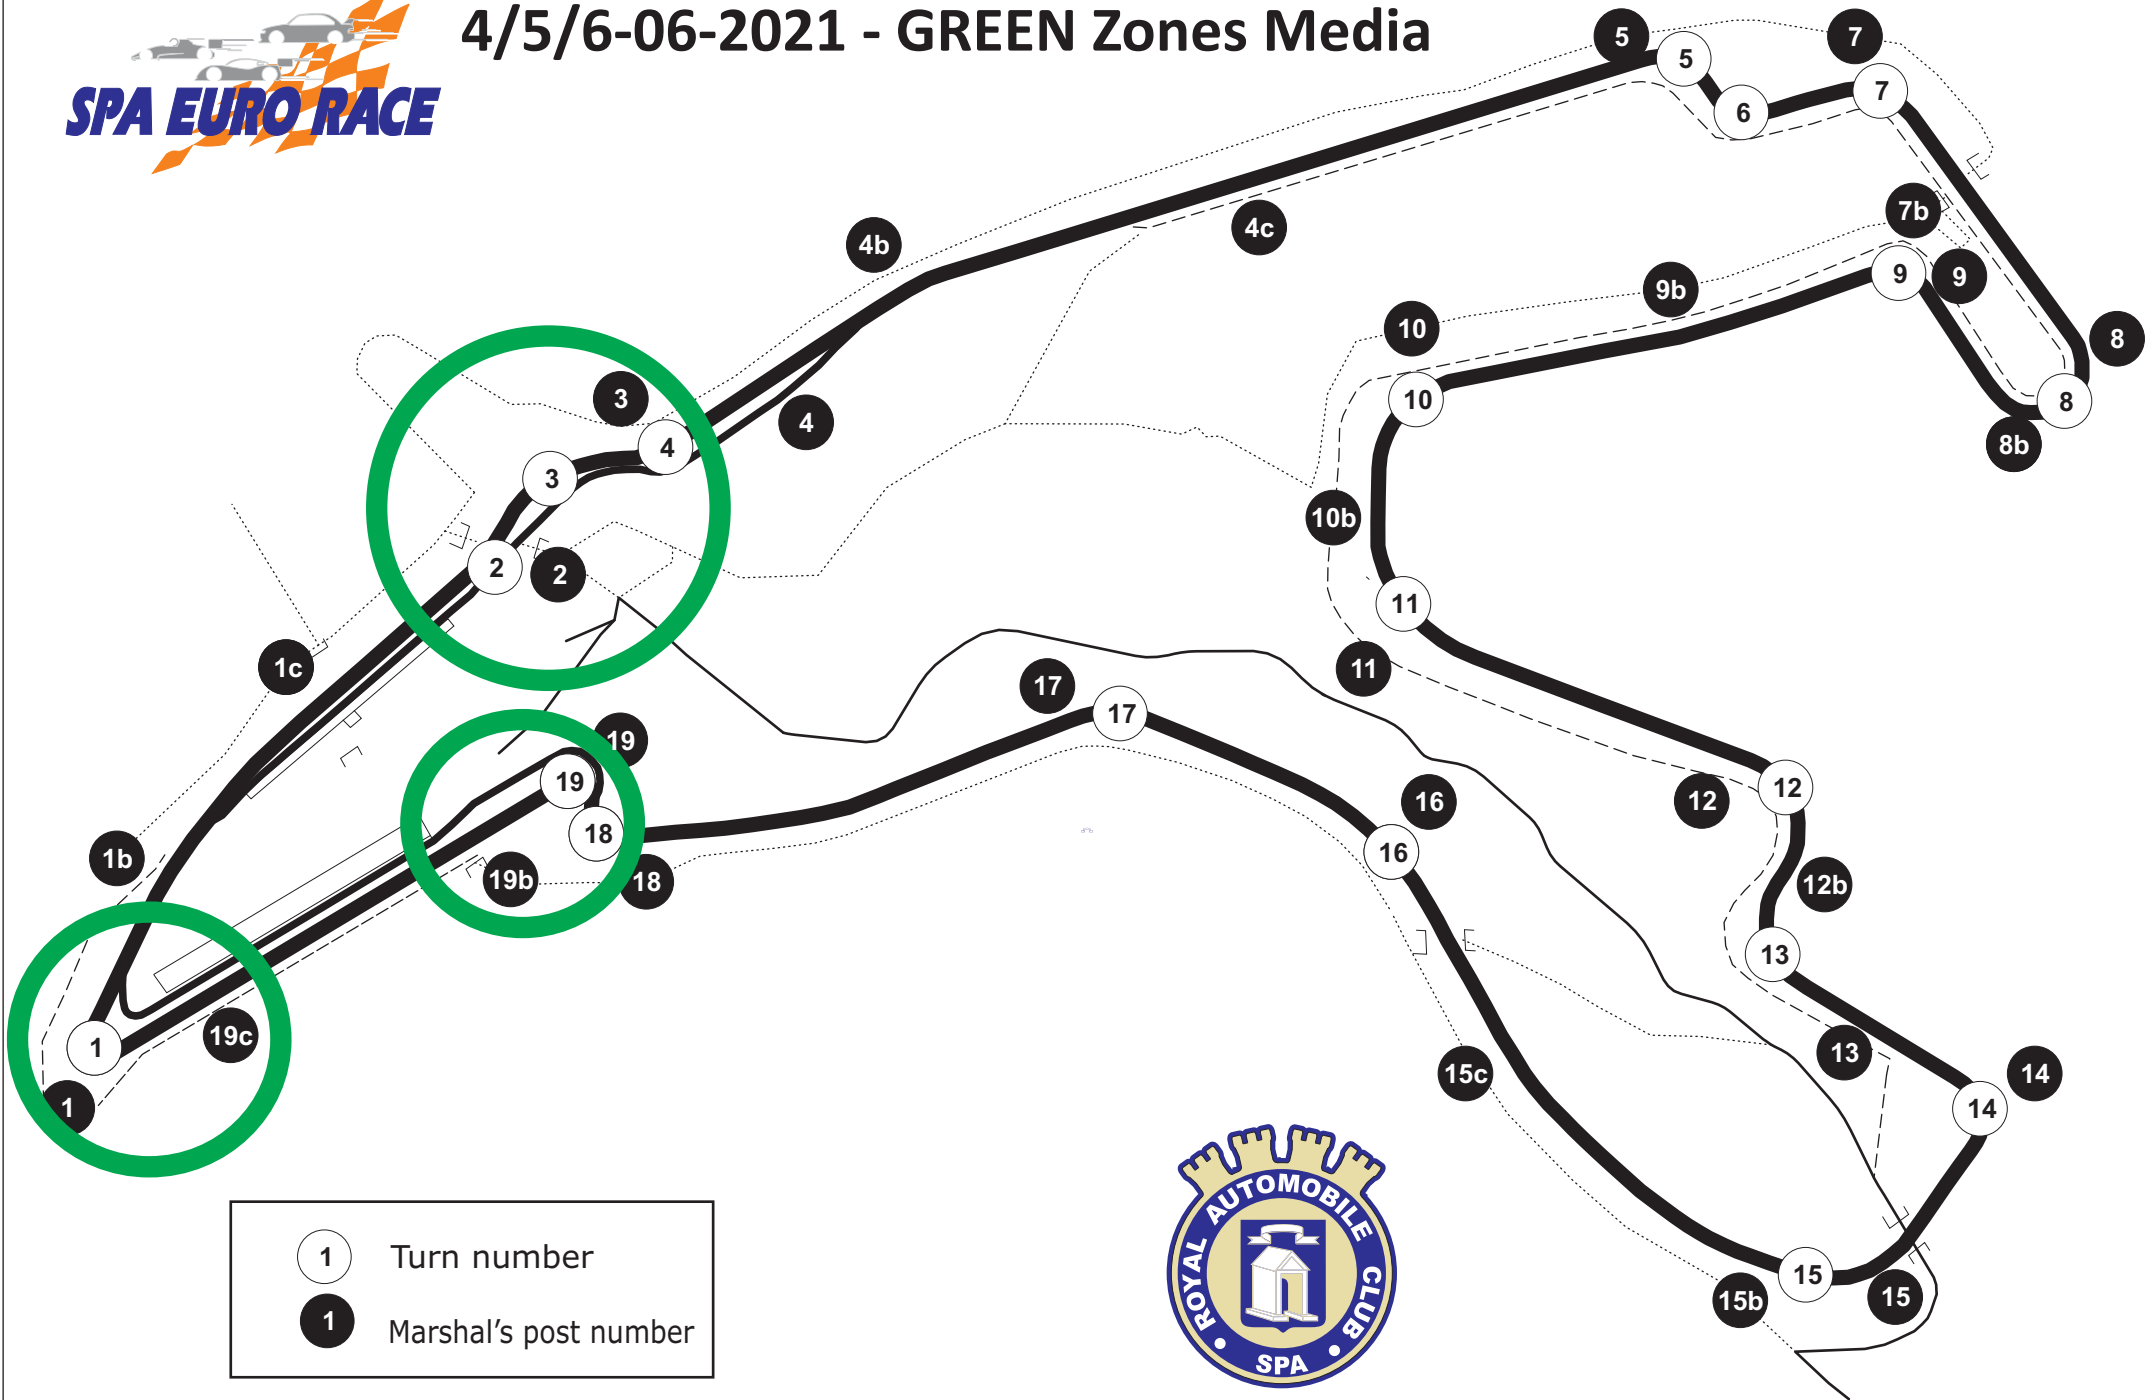 4/5/6-06-2021 - GREEN Zones Media
SPA EURO RACE
5
5
7
7
6
7b
4b
4c
9
9
9b
10
8
3
10
8
4
4
8b
3
10b
2
2
11
1c
11
17
17
19
19
12
12
16
18
16
1b
19b
18
12b
13
19c
1
13
15c
14
1
14
15
15b
15
1 Turn number
1 Marshal's post number
ROYAL AUTOMOBILE CLUB
SPA